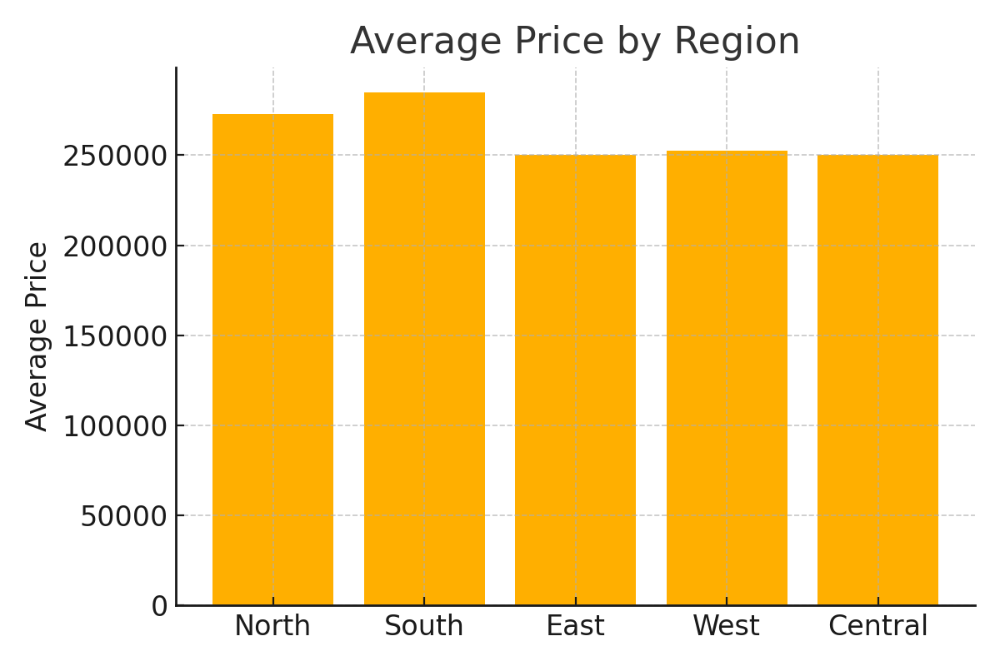 Average Price by Region
Average Price
250000
200000
150000
100000
50000
0
North South East West Central